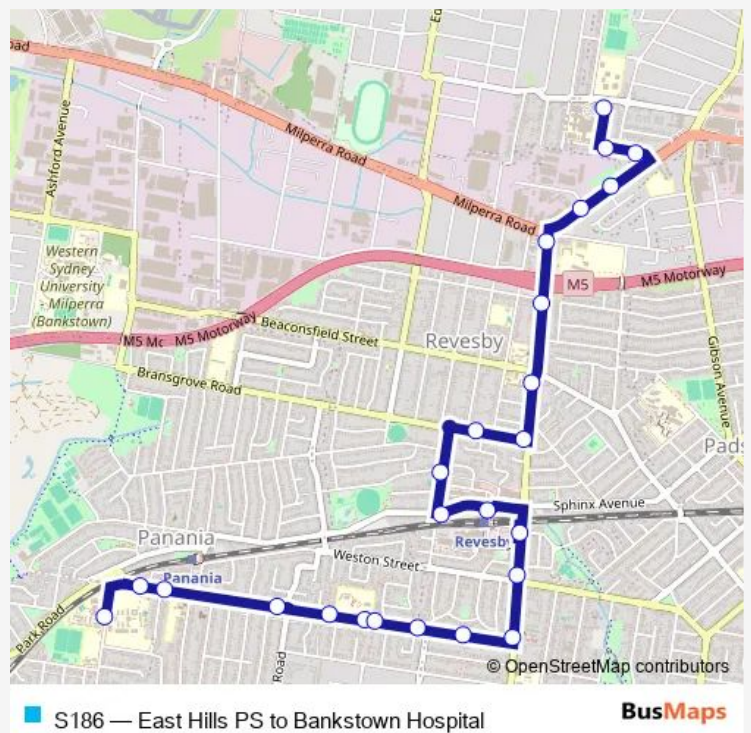 Milperra Road
Ashford Avenue
Milperra Road
Western
Sydney
University
- Milperra
(Bankstown)
M5
M5 Motorway
M5 Mc
M5 Motorway
Beaconsfield Street
Revesby
Gibson Avenue
Bransgrove Road
Pads
Sphinx Avenue
Panania
Revesby
Weston Street
Panania
Park Road
Road
© OpenStreetMap contributors
S186 — East Hills PS to Bankstown Hospital
BusMaps